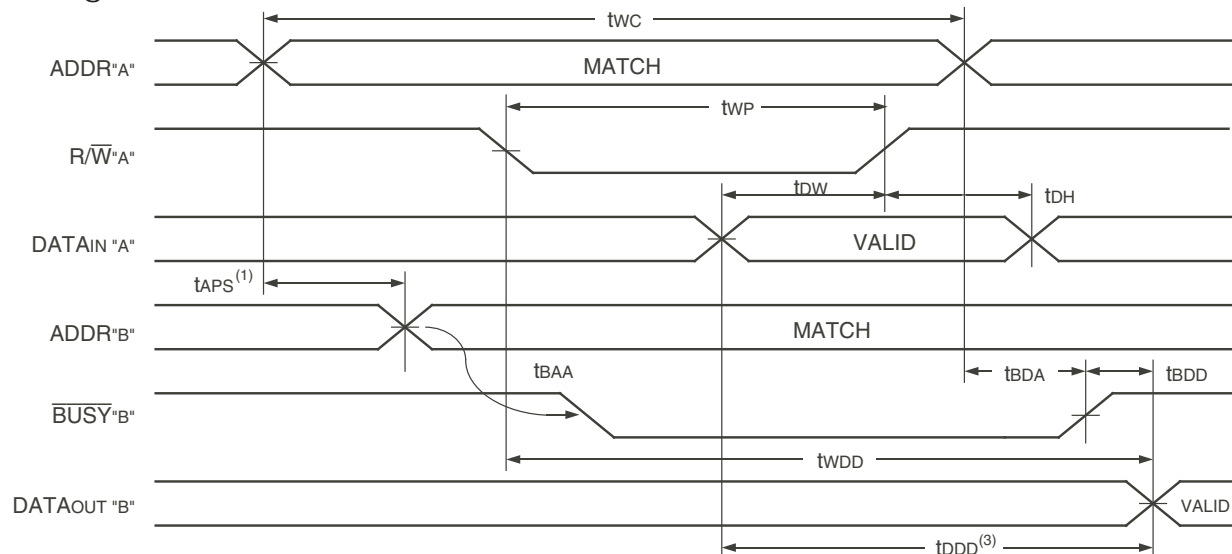 tWC
ADDR"A"
MATCH
tWP
R/W̅"A"
tDW
tDH
DATAIN "A"
VALID
tAPS(1)
ADDR"B"
MATCH
tBAA
tBDA
tBDD
B̅U̅S̅Y̅"B"
tWDD
DATAOUT "B"
VALID
tDDD(3)